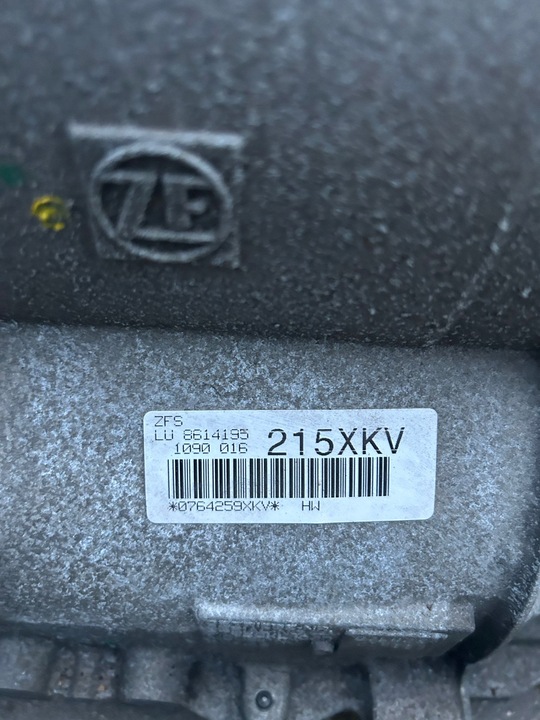 ZF
ZFS
LU 8614195
1090 016 215XKV
*0764259XKV* HW